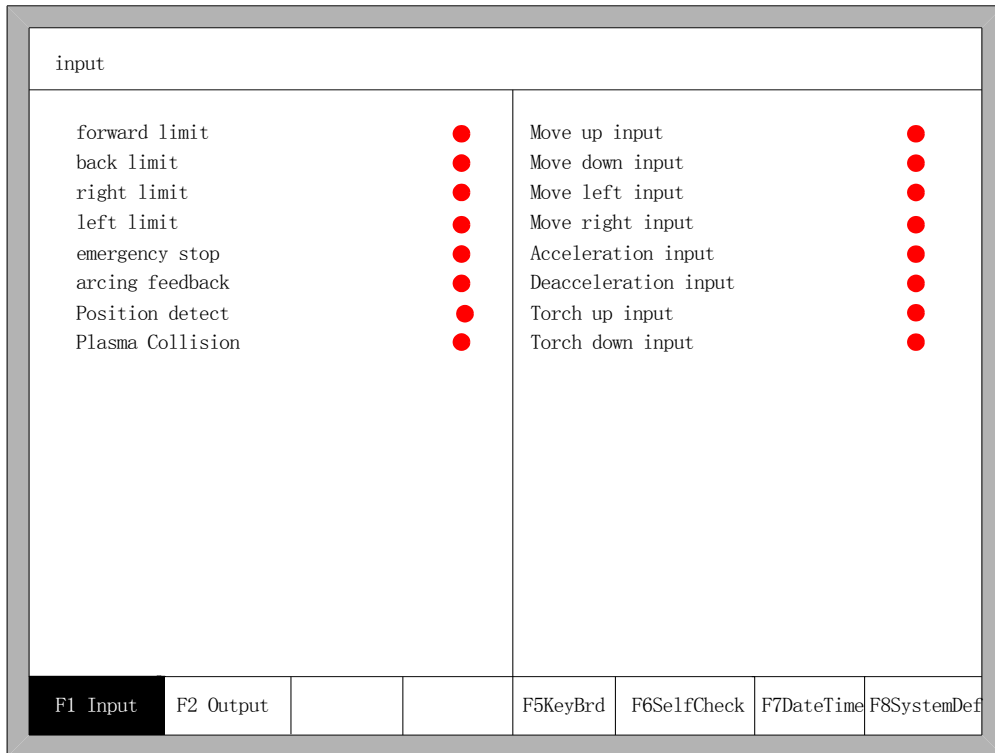 input
forward limit
back limit
right limit
left limit
emergency stop
arcing feedback
Position detect
Plasma Collision
Move up input
Move down input
Move left input
Move right input
Acceleration input
Deacceleration input
Torch up input
Torch down input
F1 Input
F2 Output
F5KeyBrd
F6SelfCheck
F7DateTime
F8SystemDef